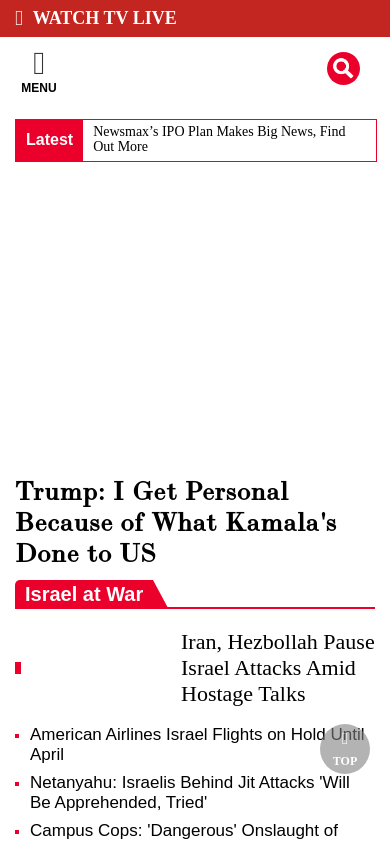 WATCH TV LIVE
MENU
Latest
Newsmax’s IPO Plan Makes Big News, Find
Out More
Trump: I Get Personal
Because of What Kamala's
Done to US
Israel at War
Iran, Hezbollah Pause
Israel Attacks Amid
Hostage Talks
American Airlines Israel Flights on Hold Until
April
TOP
Netanyahu: Israelis Behind Jit Attacks 'Will
Be Apprehended, Tried'
Campus Cops: 'Dangerous' Onslaught of